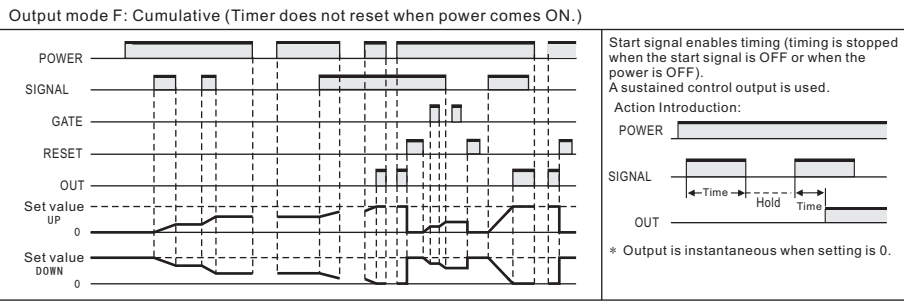 Output mode F: Cumulative (Timer does not reset when power comes ON.)
POWER
SIGNAL
GATE
RESET
OUT
Set value
UP
0
Set value
DOWN
0
Start signal enables timing (timing is stopped
when the start signal is OFF or when the
power is OFF).
A sustained control output is used.
Action Introduction:
POWER
SIGNAL
Time
Hold
Time
OUT
* Output is instantaneous when setting is 0.